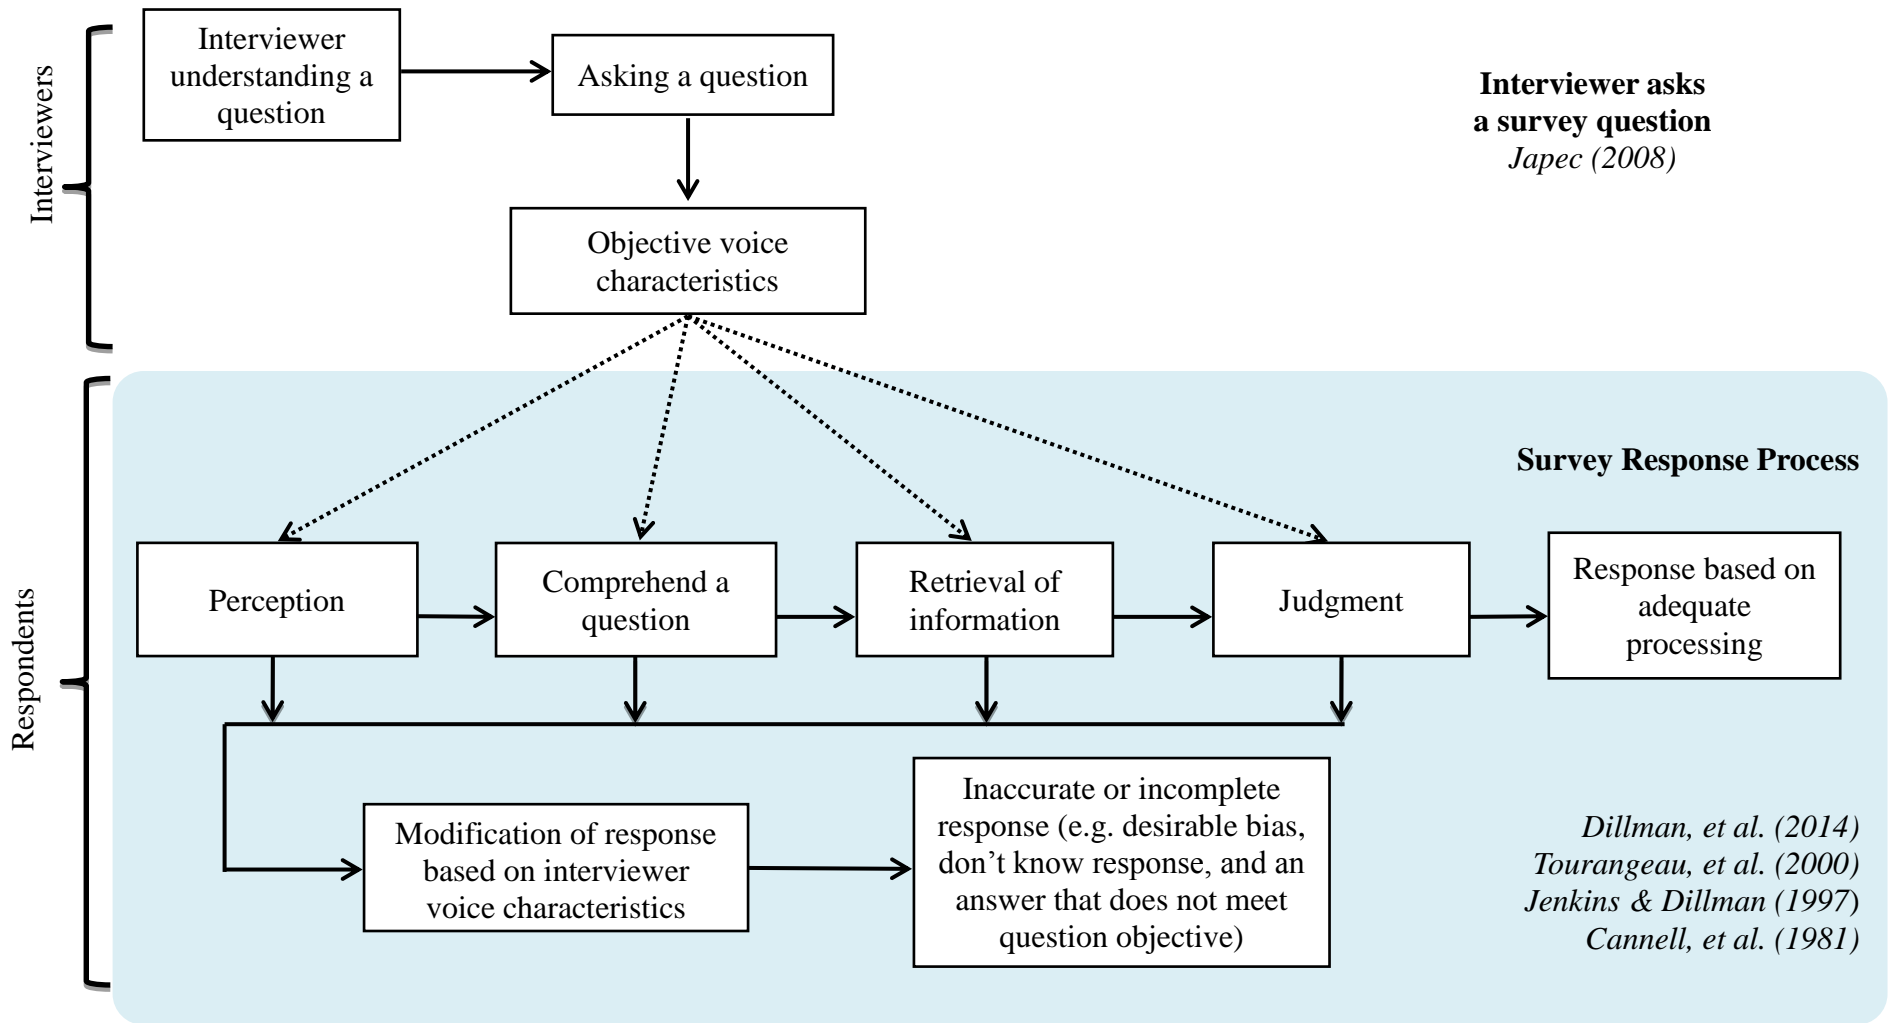 Interviewers
Interviewer
understanding a
question
Asking a question
Interviewer asks
a survey question
Japec (2008)
Objective voice
characteristics
Respondents
Survey Response Process
Perception
Comprehend a
question
Retrieval of
information
Judgment
Response based on
adequate
processing
Modification of response
based on interviewer
voice characteristics
Inaccurate or incomplete
response (e.g. desirable bias,
don’t know response, and an
answer that does not meet
question objective)
Dillman, et al. (2014)
Tourangeau, et al. (2000)
Jenkins & Dillman (1997)
Cannell, et al. (1981)